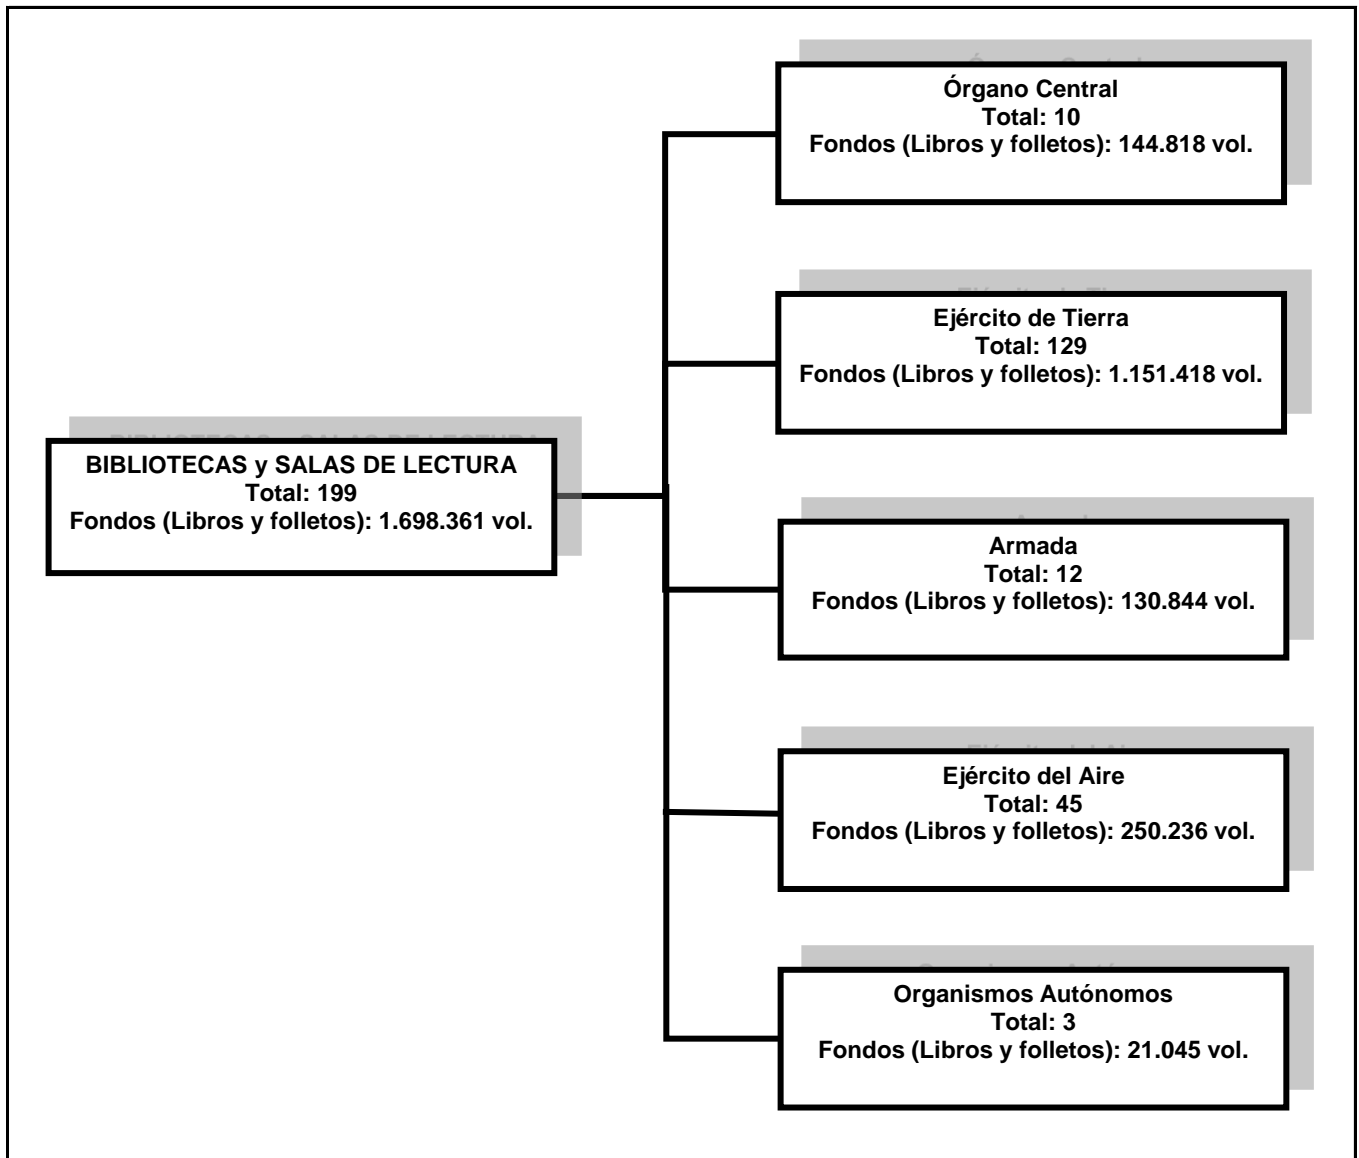 Órgano Central
Total: 10
Fondos (Libros y folletos): 144.818 vol.
Ejército de Tierra
Total: 129
Fondos (Libros y folletos): 1.151.418 vol.
BIBLIOTECAS y SALAS DE LECTURA
Total: 199
Fondos (Libros y folletos): 1.698.361 vol.
Armada
Total: 12
Fondos (Libros y folletos): 130.844 vol.
Ejército del Aire
Total: 45
Fondos (Libros y folletos): 250.236 vol.
Organismos Autónomos
Total: 3
Fondos (Libros y folletos): 21.045 vol.